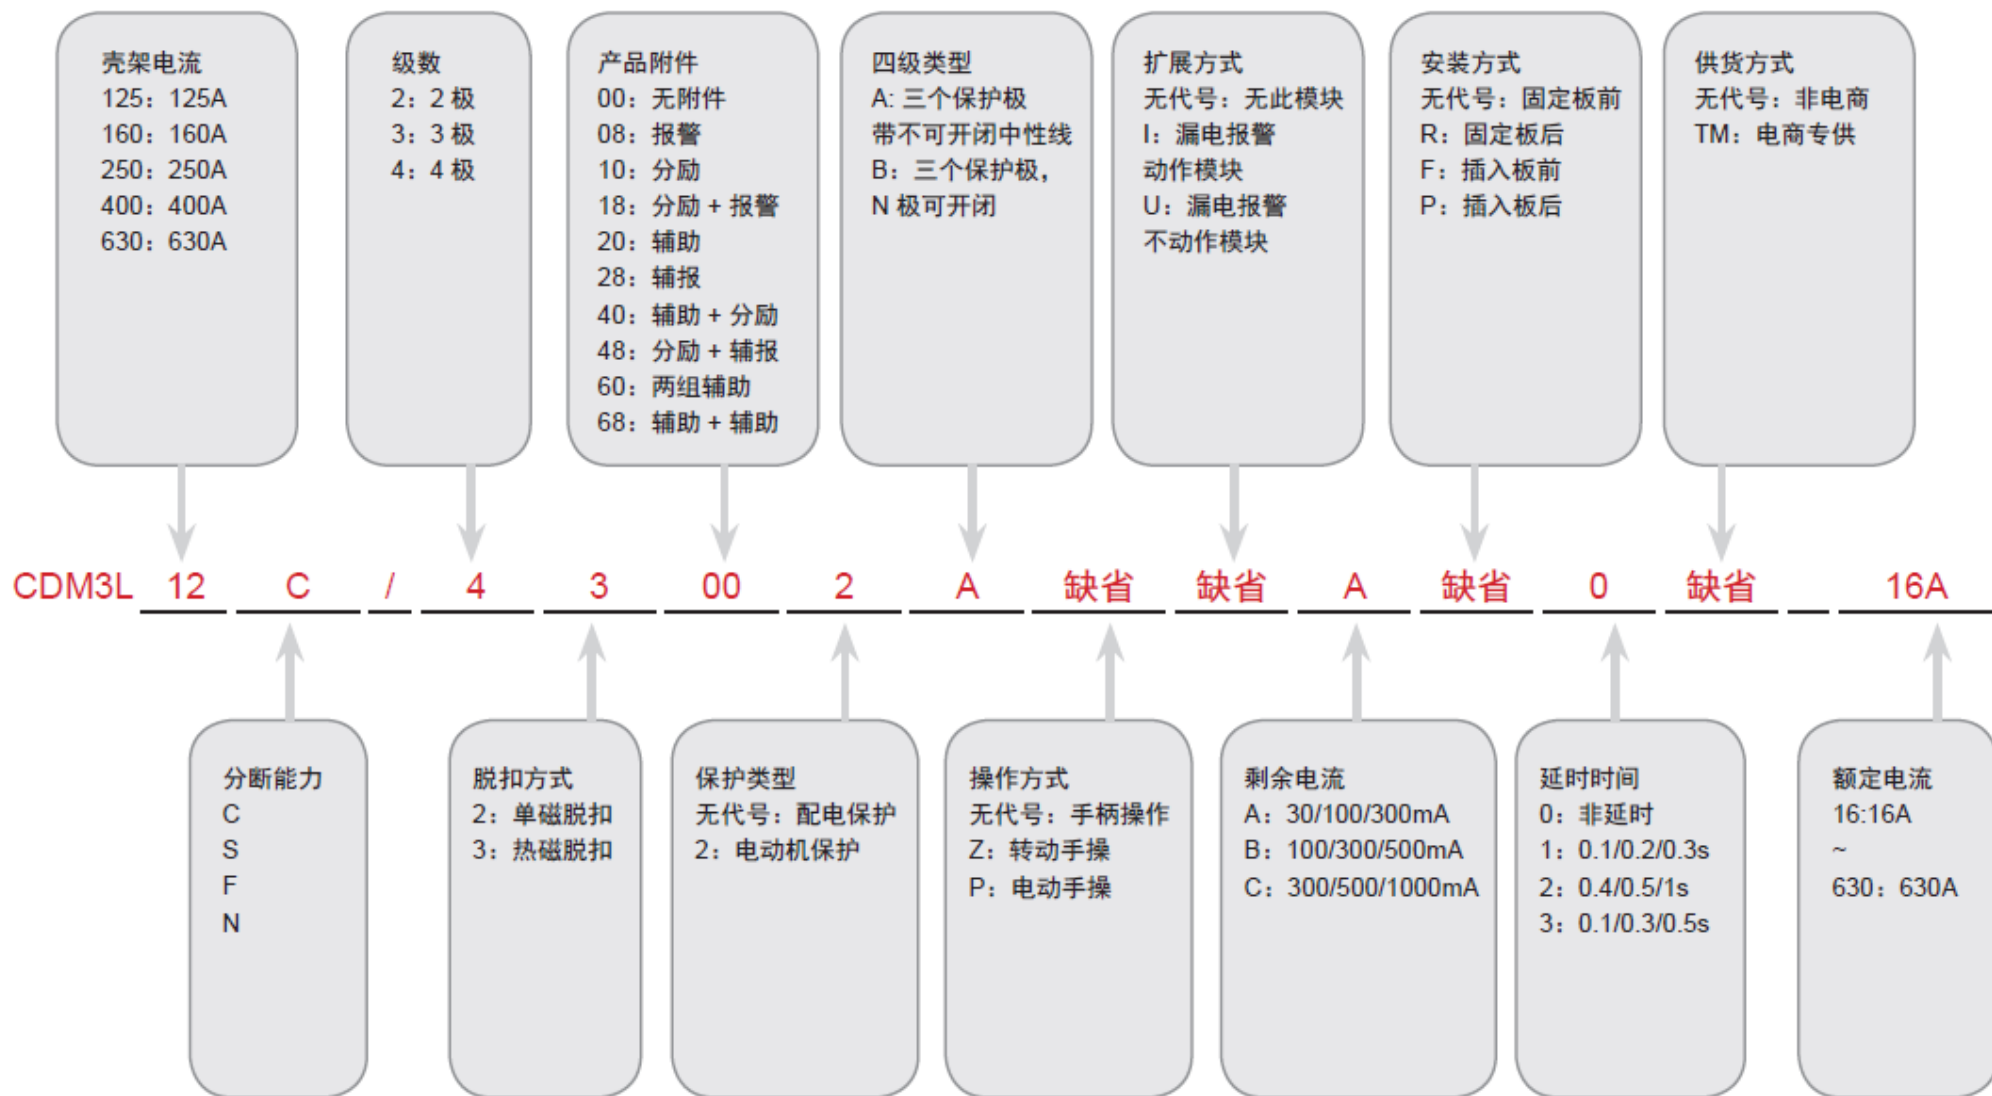 壳架电流
125：125A
160：160A
250：250A
400：400A
630：630A
级数
2：2 极
3：3 极
4：4 极
产品附件
00：无附件
08：报警
10：分励
18：分励 + 报警
20：辅助
28：辅报
40：辅助 + 分励
48：分励 + 辅报
60：两组辅助
68：辅助 + 辅助
四级类型
A: 三个保护极
带不可开闭中性线
B：三个保护极，
N 极可开闭
扩展方式
无代号：无此模块
I：漏电报警
动作模块
U：漏电报警
不动作模块
安装方式
无代号：固定板前
R：固定板后
F：插入板前
P：插入板后
供货方式
无代号：非电商
TM：电商专供
CDM3L 12 C / 4 3 00 2 A 缺省 缺省 A 缺省 0 缺省 16A
分断能力
C
S
F
N
脱扣方式
2：单磁脱扣
3：热磁脱扣
保护类型
无代号：配电保护
2：电动机保护
操作方式
无代号：手柄操作
Z：转动手操
P：电动手操
剩余电流
A：30/100/300mA
B：100/300/500mA
C：300/500/1000mA
延时时间
0：非延时
1：0.1/0.2/0.3s
2：0.4/0.5/1s
3：0.1/0.3/0.5s
额定电流
16:16A
~
630：630A